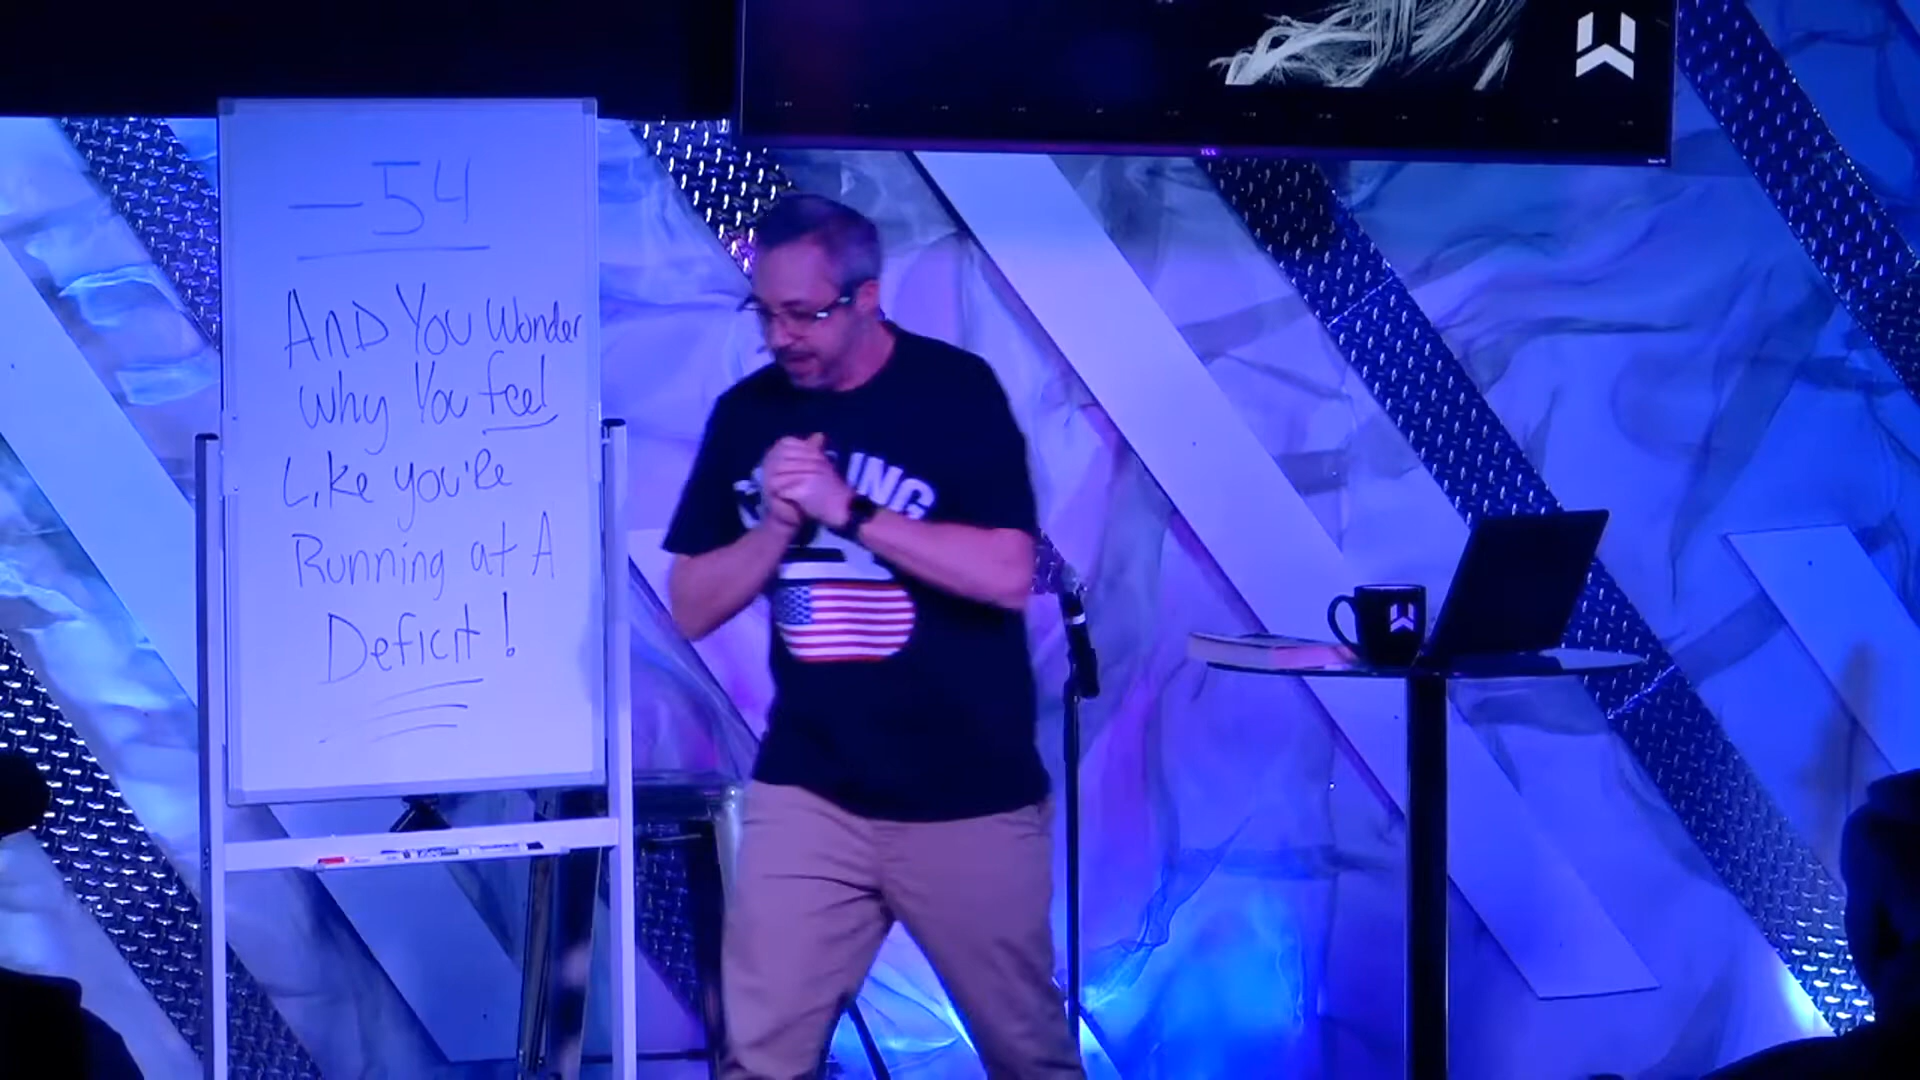 -54
AND You Wonder
why You feel
Like you're
Running at A
Deficit!